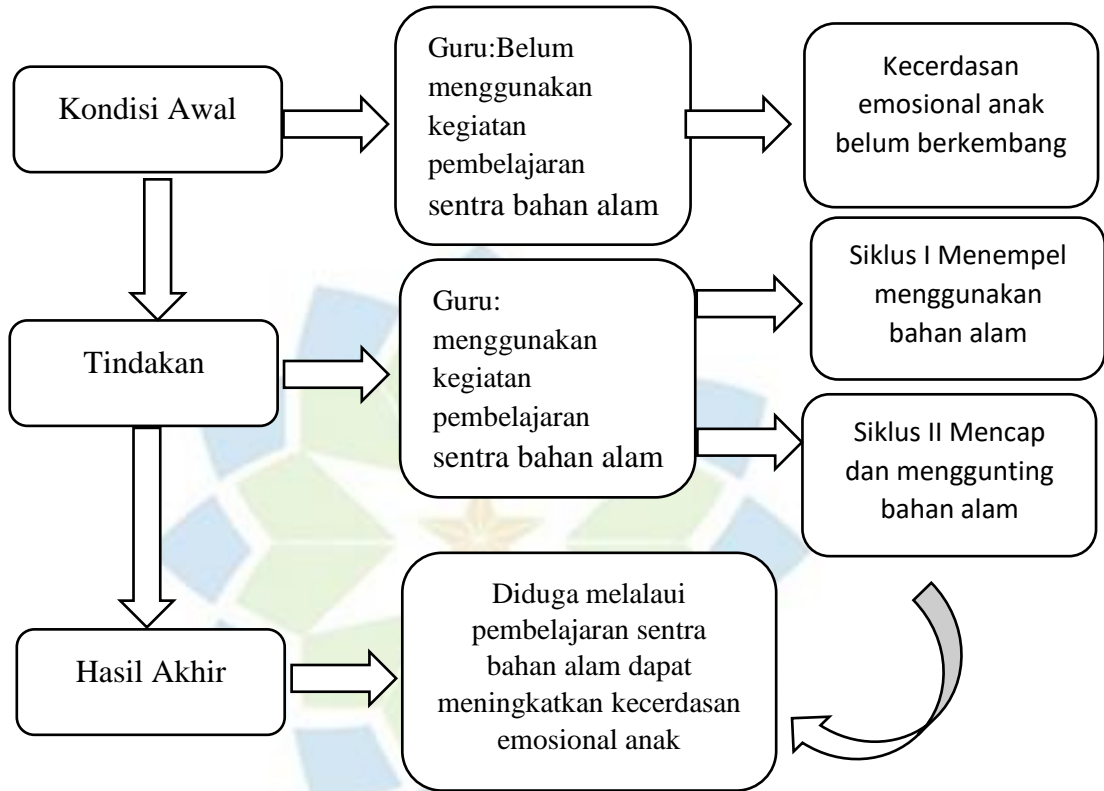 Kondisi Awal
Guru:Belum
menggunakan
kegiatan
pembelajaran
sentra bahan alam
Kecerdasan
emosional anak
belum berkembang
Tindakan
Guru:
menggunakan
kegiatan
pembelajaran
sentra bahan alam
Siklus I Menempel
menggunakan
bahan alam
Siklus II Mencap
dan menggunting
bahan alam
Hasil Akhir
Diduga melalaui
pembelajaran sentra
bahan alam dapat
meningkatkan kecerdasan
emosional anak